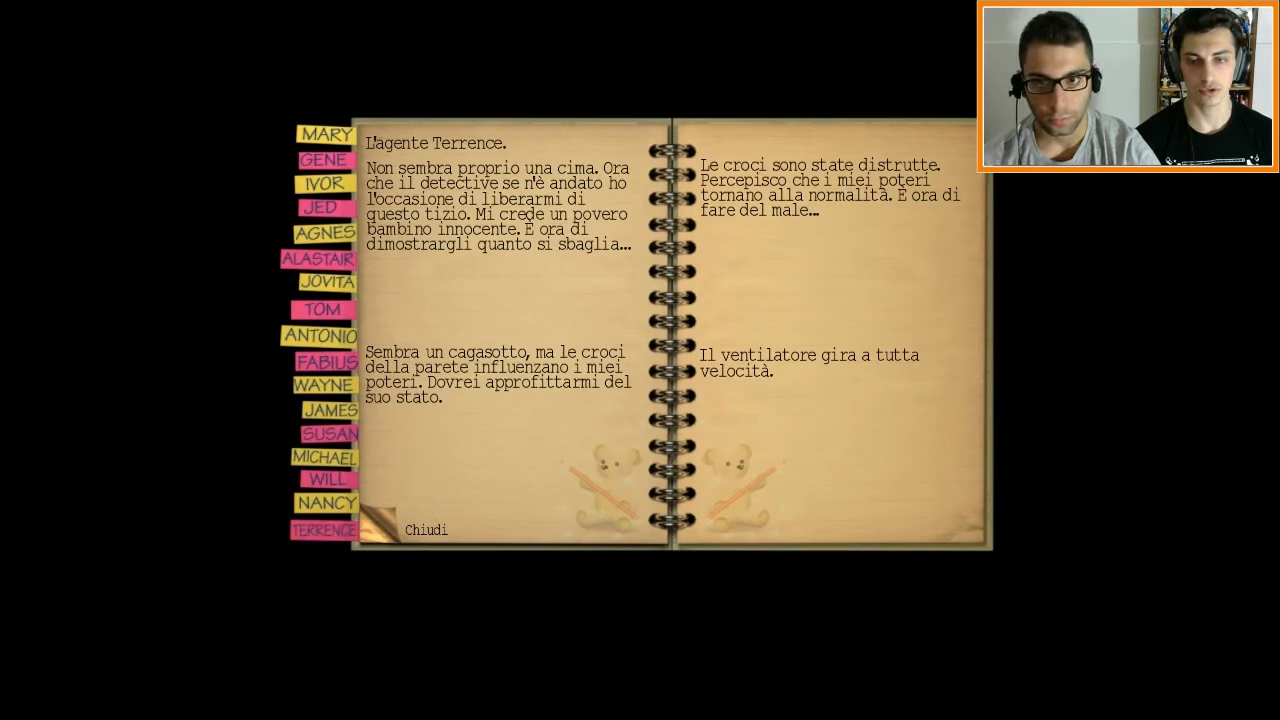 MARY
GENE
IVOR
JED
AGNES
ALASTAIR
JOVITA
TOM
ANTONIO
FABIUS
WAYNE
JAMES
SUSAN
MICHAEL
WILL
NANCY
TERRENCE
L'agente Terrence.
Non sembra proprio una cima. Ora
che il detective se n'è andato ho
l'occasione di liberarmi di
questo tizio. Mi crede un povero
bambino innocente. È ora di
dimostrargli quanto si sbaglia...
Sembra un cagasotto, ma le croci
della parete influenzano i miei
poteri. Dovrei approfittarmi del
suo stato.
Chiudi
Le croci sono state distrutte.
Percepisco che i miei poteri
tornano alla normalità. È ora di
fare del male...
Il ventilatore gira a tutta
velocità.